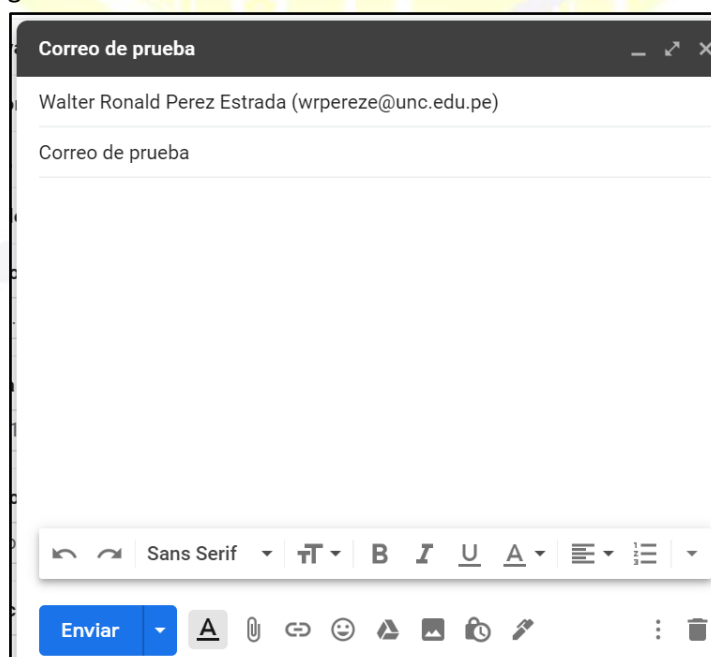 Correo de prueba
Walter Ronald Perez Estrada (wrpereze@unc.edu.pe)
Correo de prueba
Sans Serif
Enviar